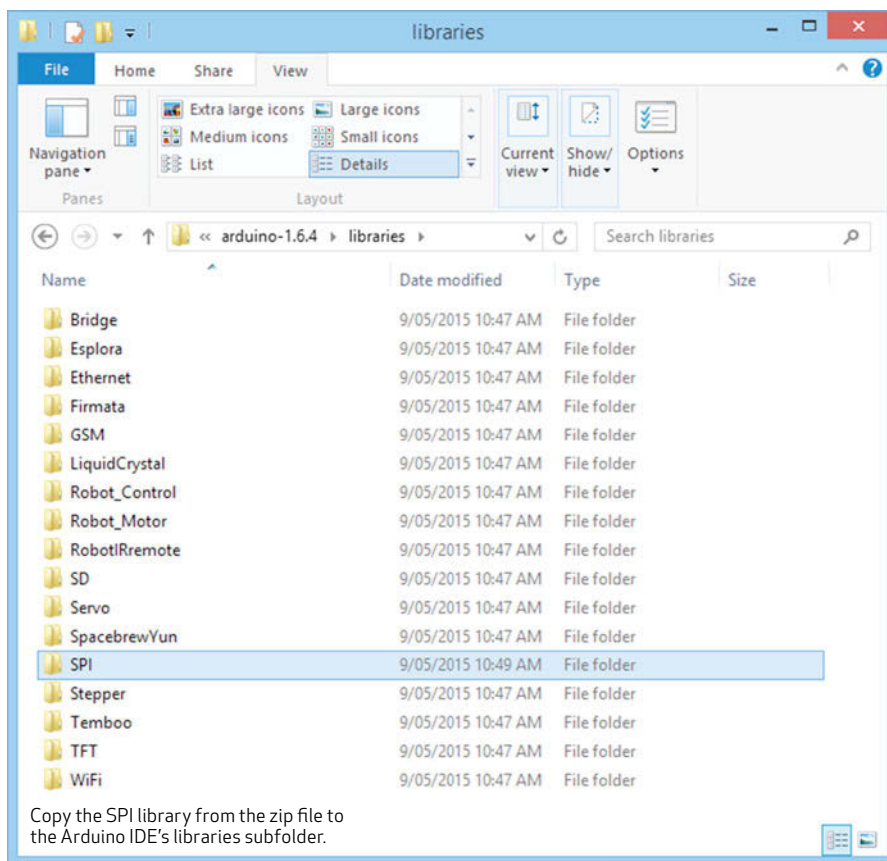 libraries
File Home Share View
Extra large icons Large icons
Medium icons Small icons
List Details
Navigation pane
Current view
Show/ hide
Options
Panes
Layout
« arduino-1.6.4 libraries
Search libraries
Name Date modified Type Size
Bridge 9/05/2015 10:47 AM File folder
Esplora 9/05/2015 10:47 AM File folder
Ethernet 9/05/2015 10:47 AM File folder
Firmata 9/05/2015 10:47 AM File folder
GSM 9/05/2015 10:47 AM File folder
LiquidCrystal 9/05/2015 10:47 AM File folder
Robot_Control 9/05/2015 10:47 AM File folder
Robot_Motor 9/05/2015 10:47 AM File folder
RobotIRremote 9/05/2015 10:47 AM File folder
SD 9/05/2015 10:47 AM File folder
Servo 9/05/2015 10:47 AM File folder
SpacebrewYun 9/05/2015 10:47 AM File folder
SPI 9/05/2015 10:49 AM File folder
Stepper 9/05/2015 10:47 AM File folder
Temboo 9/05/2015 10:47 AM File folder
TFT 9/05/2015 10:47 AM File folder
WiFi 9/05/2015 10:47 AM File folder
Copy the SPI library from the zip file to
the Arduino IDE’s libraries subfolder.